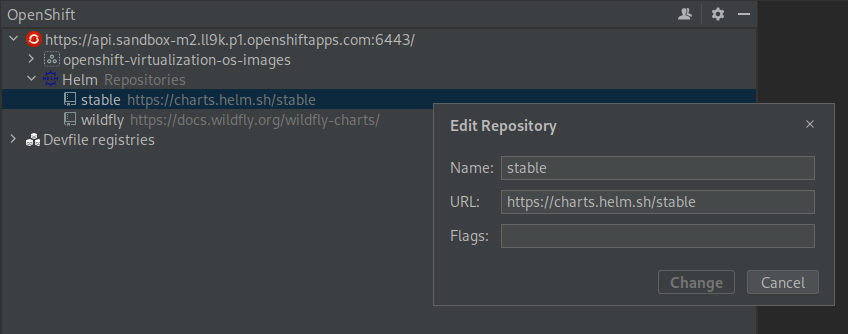 OpenShift
https://api.sandbox-m2.ll9k.p1.openshiftapps.com:6443/
openshift-virtualization-os-images
Helm Repositories
stable https://charts.helm.sh/stable
wildfly https://docs.wildfly.org/wildfly-charts/
Devfile registries
Edit Repository
Name: stable
URL: https://charts.helm.sh/stable
Flags:
Change Cancel